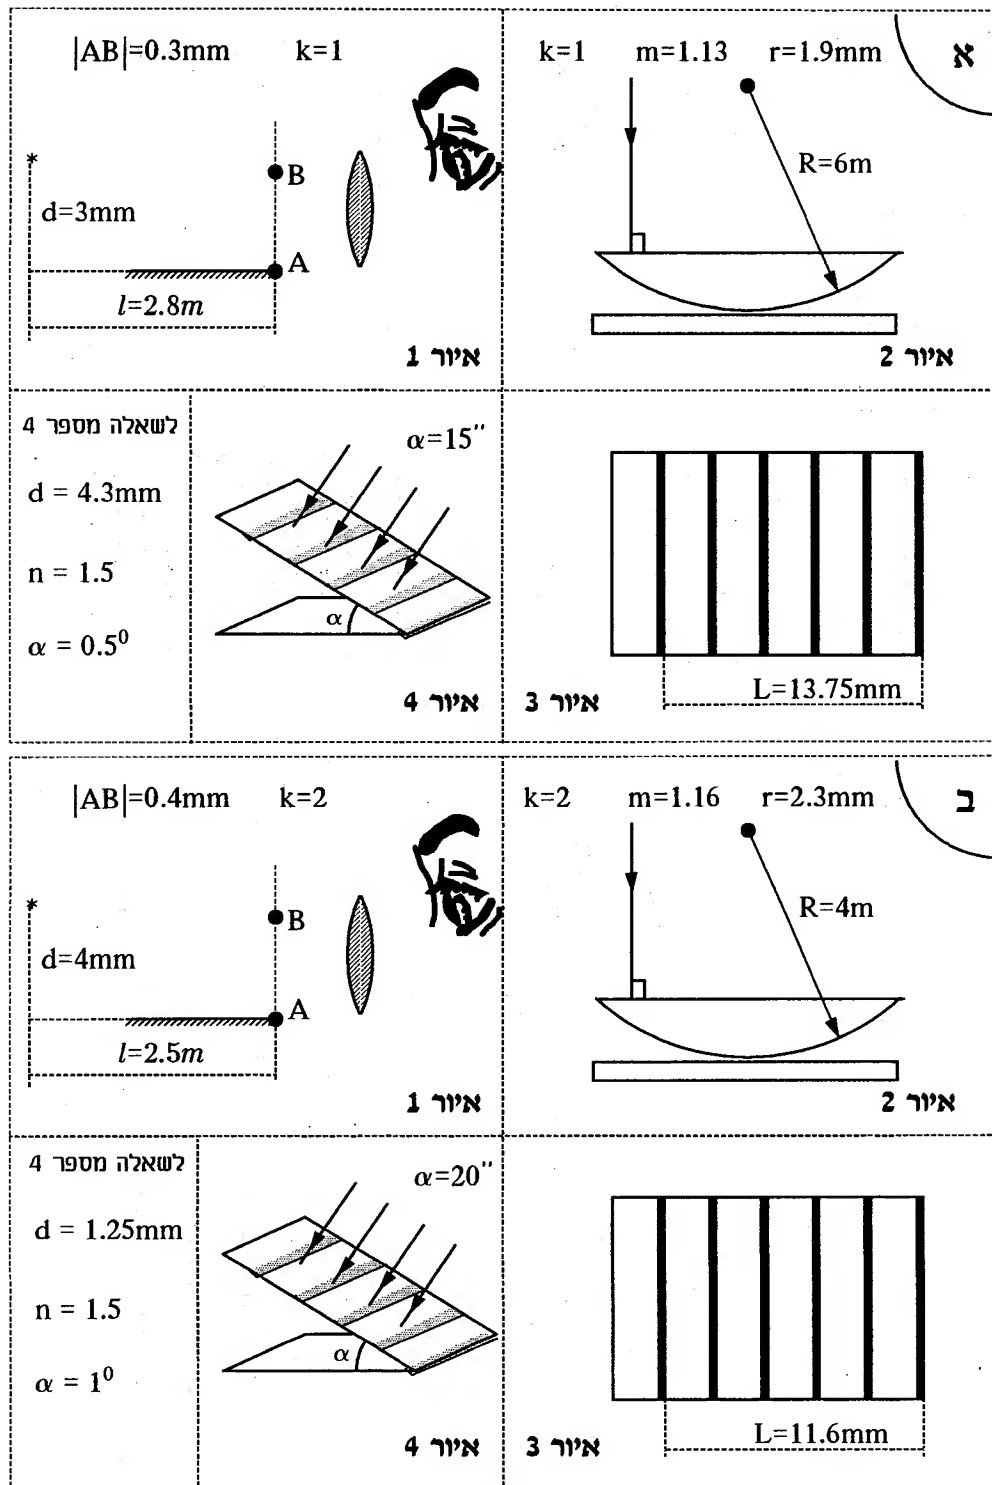 א
|AB|=0.3mm k=1
B
d=3mm
A
l=2.8m
איור 1
k=1 m=1.13 r=1.9mm
R=6m
איור 2
לשאלה מספר 4
d = 4.3mm
n = 1.5
α = 0.5⁰
α=15"
α
איור 4
L=13.75mm
איור 3
ב
|AB|=0.4mm k=2
B
d=4mm
A
l=2.5m
איור 1
k=2 m=1.16 r=2.3mm
R=4m
איור 2
לשאלה מספר 4
d = 1.25mm
n = 1.5
α = 1⁰
α=20"
α
איור 4
L=11.6mm
איור 3